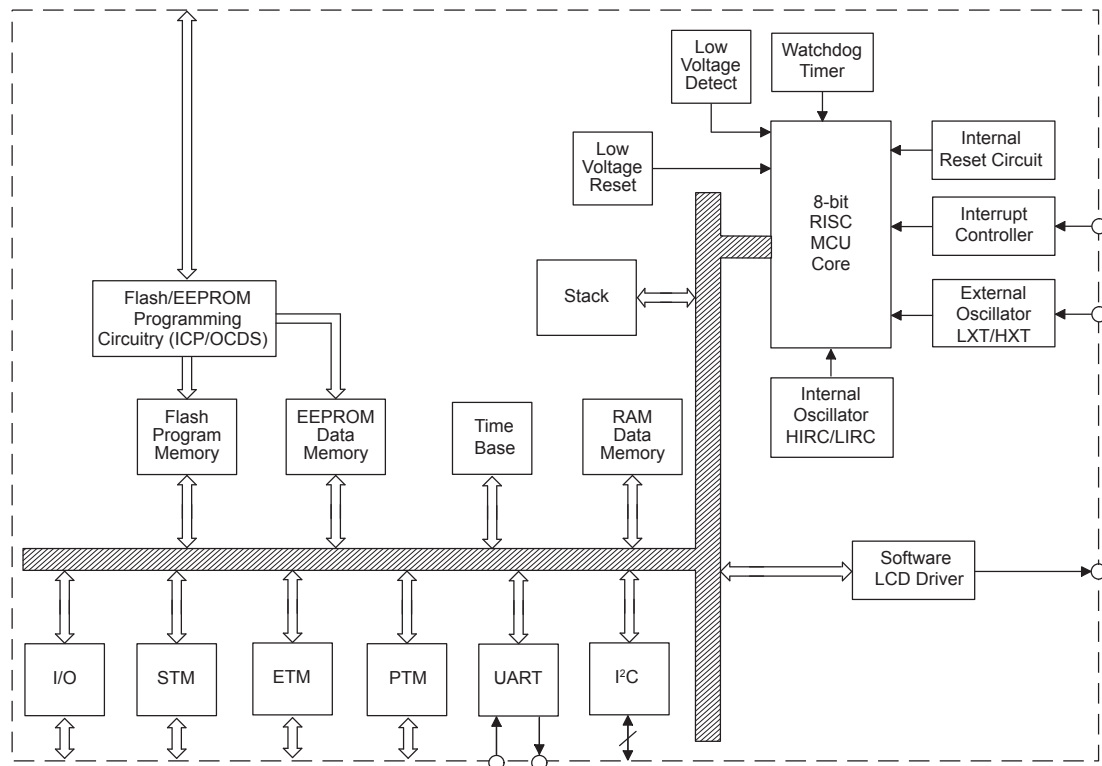 Low
Voltage
Detect
Watchdog
Timer
Low
Voltage
Reset
8-bit
RISC
MCU
Core
Internal
Reset Circuit
Interrupt
Controller
External
Oscillator
LXT/HXT
Internal
Oscillator
HIRC/LIRC
Stack
Flash/EEPROM
Programming
Circuitry (ICP/OCDS)
Flash
Program
Memory
EEPROM
Data
Memory
Time
Base
RAM
Data
Memory
Software
LCD Driver
I/O
STM
ETM
PTM
UART
I²C